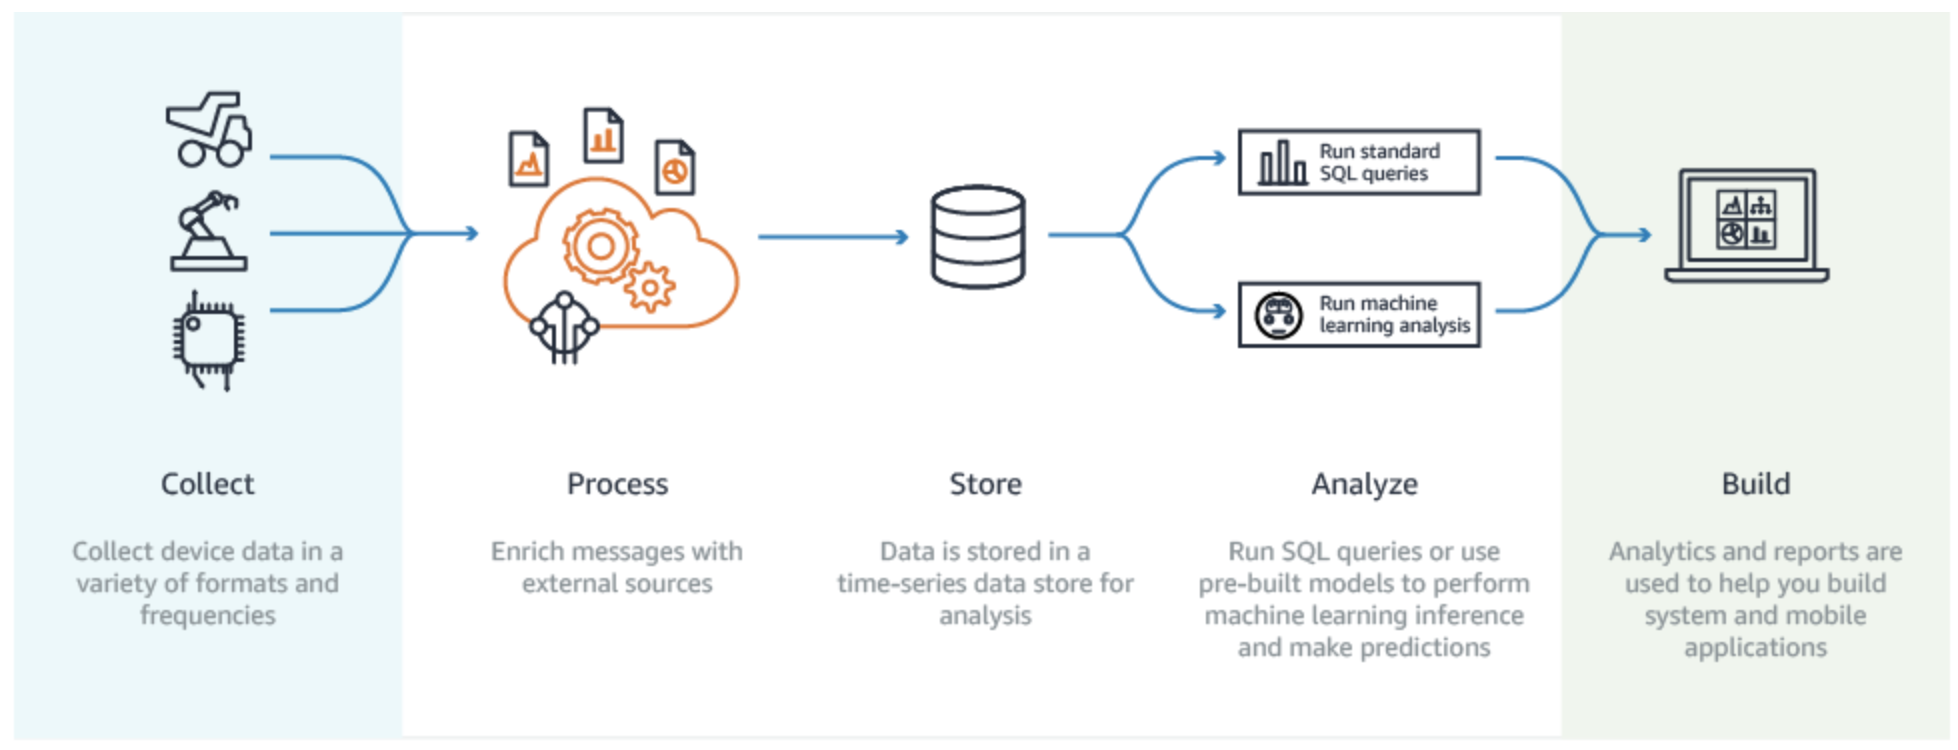 Run standard
SQL queries
Run machine
learning analysis
Collect
Collect device data in a
variety of formats and
frequencies
Process
Enrich messages with
external sources
Store
Data is stored in a
time-series data store for
analysis
Analyze
Run SQL queries or use
pre-built models to perform
machine learning inference
and make predictions
Build
Analytics and reports are
used to help you build
system and mobile
applications